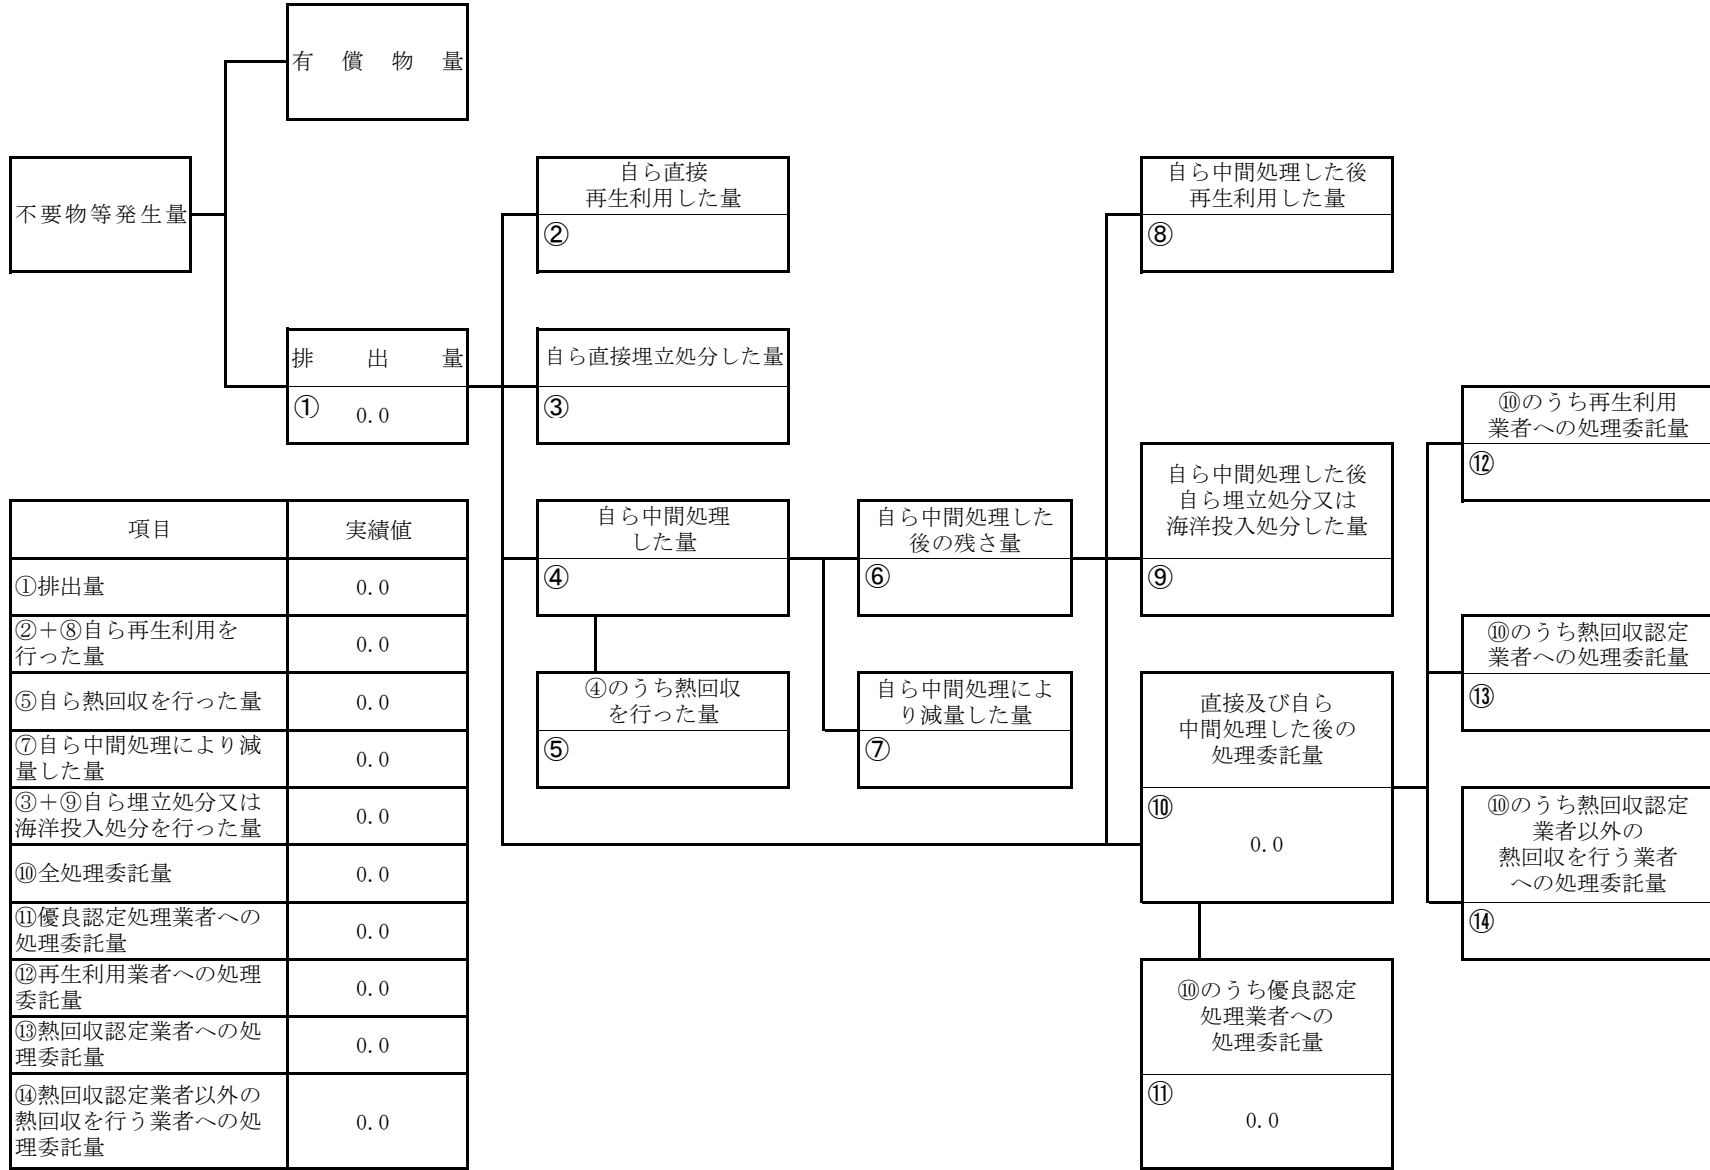 有償物量
不要物等発生量
排出量
①
0.0
自ら直接
再生利用した量
②
自ら直接埋立処分した量
③
自ら中間処理
した量
④
④のうち熱回収
を行った量
⑤
自ら中間処理した
後の残さ量
⑥
自ら中間処理によ
り減量した量
⑦
自ら中間処理した後
再生利用した量
⑧
自ら中間処理した後
自ら埋立処分又は
海洋投入処分した量
⑨
直接及び自ら
中間処理した後の
処理委託量
⑩
0.0
⑩のうち優良認定
処理業者への
処理委託量
⑪
0.0
⑩のうち再生利用
業者への処理委託量
⑫
⑩のうち熱回収認定
業者への処理委託量
⑬
⑩のうち熱回収認定
業者以外の
熱回収を行う業者
への処理委託量
⑭
項目 実績値
①排出量 0.0
②＋⑧自ら再生利用を
行った量 0.0
⑤自ら熱回収を行った量 0.0
⑦自ら中間処理により減
量した量 0.0
③＋⑨自ら埋立処分又は
海洋投入処分を行った量 0.0
⑩全処理委託量 0.0
⑪優良認定処理業者への
処理委託量 0.0
⑫再生利用業者への処理
委託量 0.0
⑬熱回収認定業者への処
理委託量 0.0
⑭熱回収認定業者以外の
熱回収を行う業者への処
理委託量 0.0